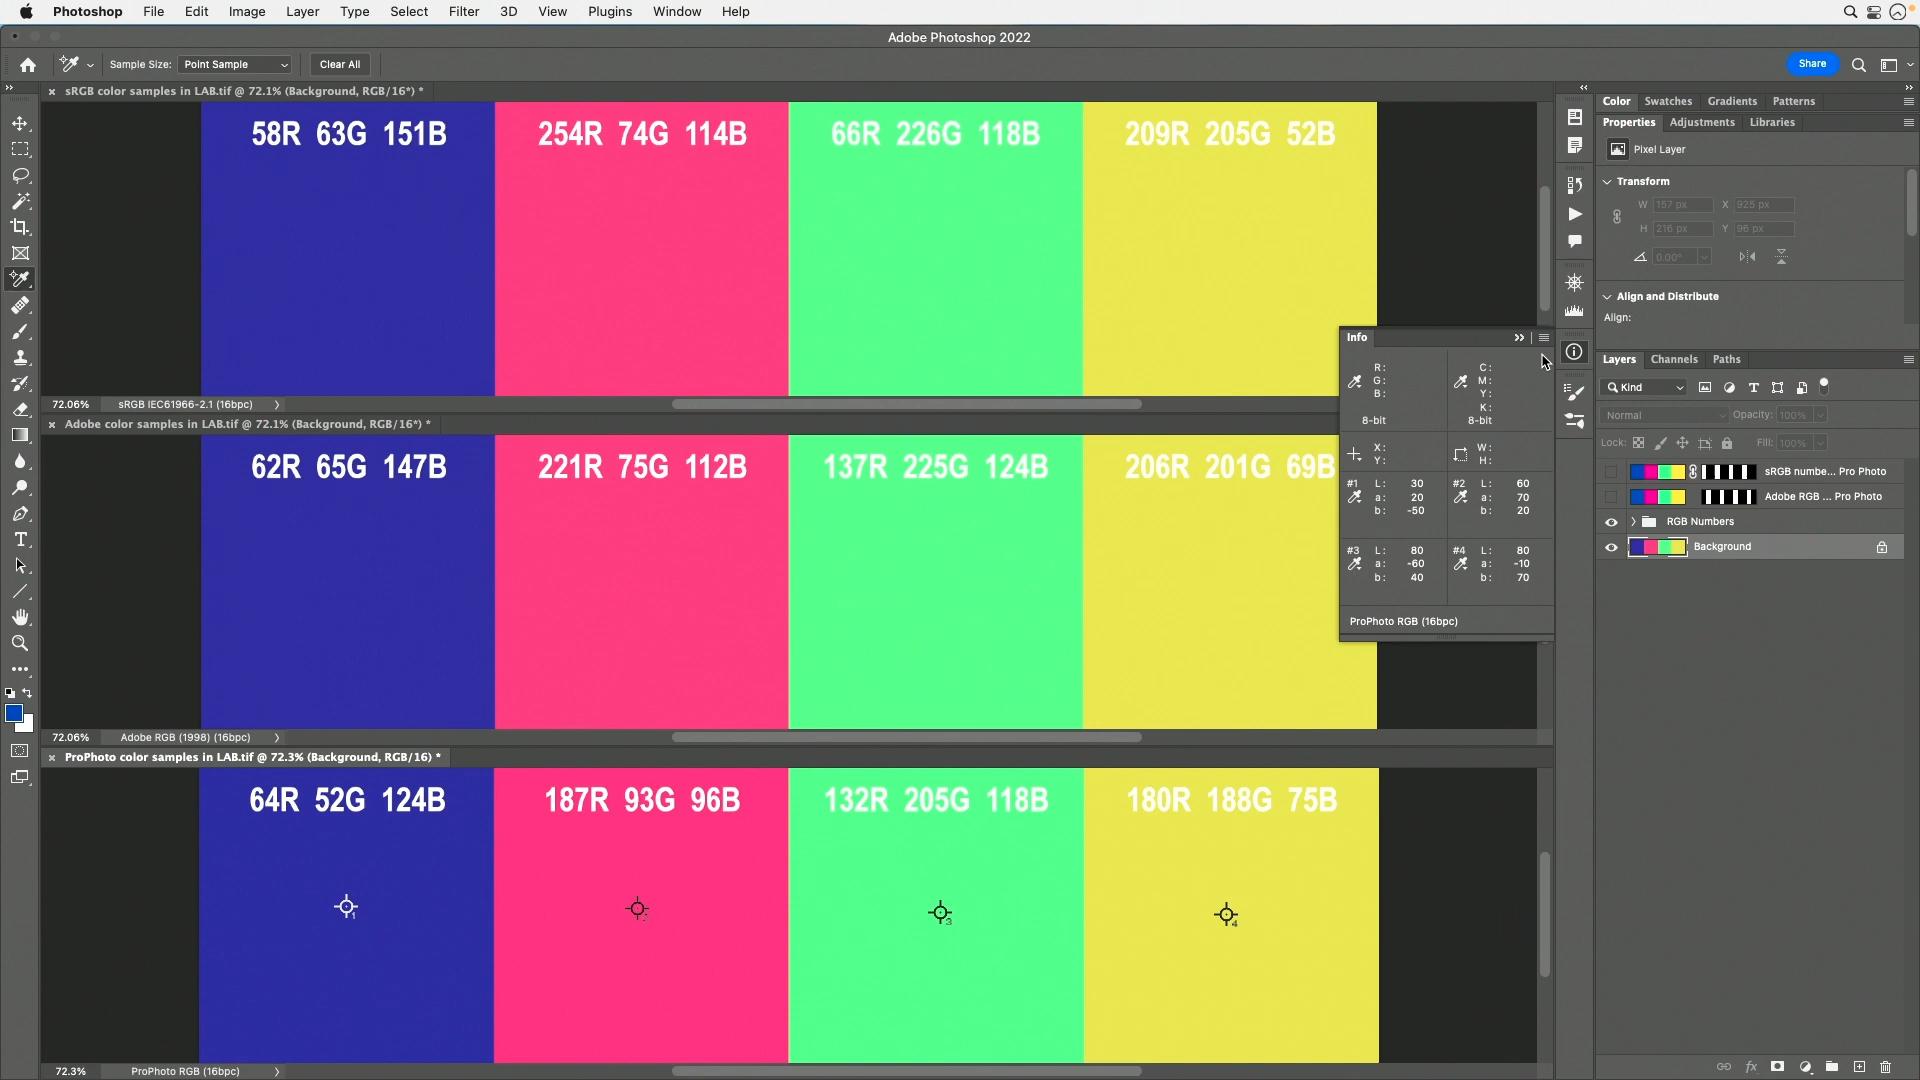 Photoshop File Edit Image Layer Type Select Filter 3D View Plugins Window Help
Adobe Photoshop 2022
Sample Size: Point Sample Clear All Share
× sRGB color samples in LAB.tif @ 72.1% (Background, RGB/16*) *
58R 63G 151B 254R 74G 114B 66R 226G 118B 209R 205G 52B
72.06% sRGB IEC61966-2.1 (16bpc)
× Adobe color samples in LAB.tif @ 72.1% (Background, RGB/16*) *
62R 65G 147B 221R 75G 112B 137R 225G 124B 206R 201G 69B
72.06% Adobe RGB (1998) (16bpc)
× ProPhoto color samples in LAB.tif @ 72.3% (Background, RGB/16) *
64R 52G 124B 187R 93G 96B 132R 205G 118B 180R 188G 75B
1 2 3 4
72.3% ProPhoto RGB (16bpc)
Info
R: C:
G: M:
B: Y:
K:
8-bit 8-bit
X: W:
Y: H:
#1 L: 30 #2 L: 60
a: 20 a: 70
b: -50 b: 20
#3 L: 80 #4 L: 80
a: -60 a: -10
b: 40 b: 70
ProPhoto RGB (16bpc)
Color Swatches Gradients Patterns
Properties Adjustments Libraries
Pixel Layer
Transform
W 157 px X 925 px
H 216 px Y 96 px
0.00°
Align and Distribute
Align:
Layers Channels Paths
Kind
Normal Opacity: 100%
Lock: Fill: 100%
sRGB numbe... Pro Photo
Adobe RGB ... Pro Photo
RGB Numbers
Background
fx